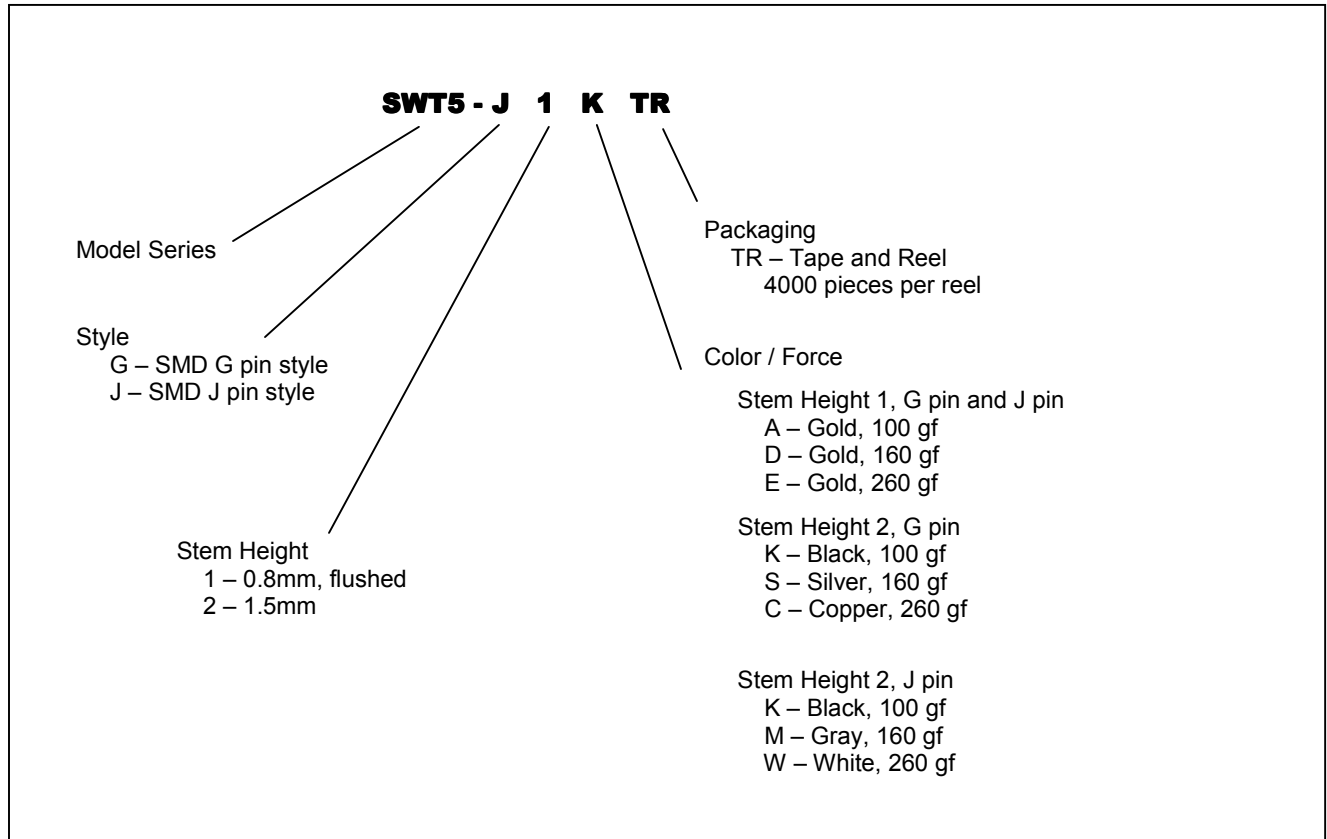 SWT5 - J 1 K TR
Model Series
Style
G – SMD G pin style
J – SMD J pin style
Stem Height
1 – 0.8mm, flushed
2 – 1.5mm
Packaging
TR – Tape and Reel
4000 pieces per reel
Color / Force
Stem Height 1, G pin and J pin
A – Gold, 100 gf
D – Gold, 160 gf
E – Gold, 260 gf
Stem Height 2, G pin
K – Black, 100 gf
S – Silver, 160 gf
C – Copper, 260 gf
Stem Height 2, J pin
K – Black, 100 gf
M – Gray, 160 gf
W – White, 260 gf